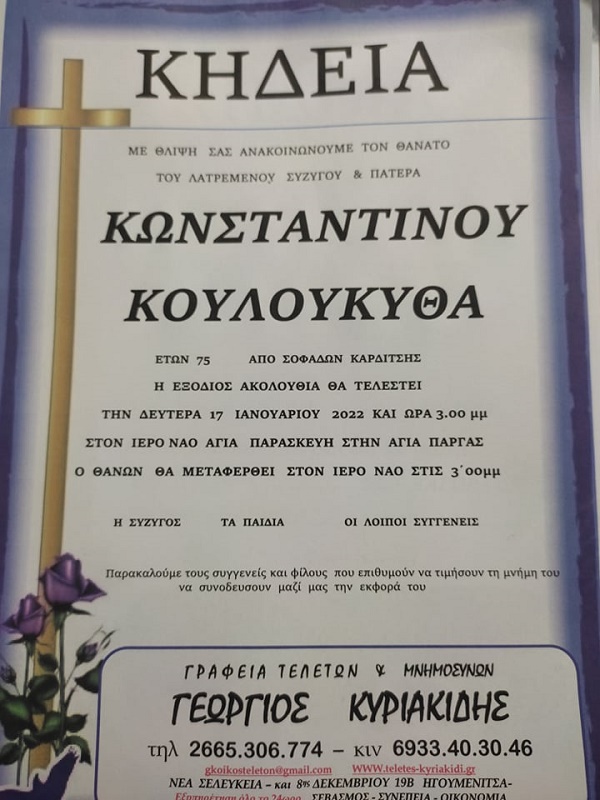 ΚΗΔΕΙΑ
ΜΕ ΘΛΙΨΗ ΣΑΣ ΑΝΑΚΟΙΝΩΝΟΥΜΕ ΤΟΝ ΘΑΝΑΤΟ
ΤΟΥ ΛΑΤΡΕΜΕΝΟΥ ΣΥΖΥΓΟΥ & ΠΑΤΕΡΑ
ΚΩΝΣΤΑΝΤΙΝΟΥ
ΚΟΥΛΟΥΚΥΘΑ
ΕΤΩΝ 75 ΑΠΟ ΣΟΦΑΔΩΝ ΚΑΡΔΙΤΣΗΣ
Η ΕΞΟΔΙΟΣ ΑΚΟΛΟΥΘΙΑ ΘΑ ΤΕΛΕΣΤΕΙ
ΤΗΝ ΔΕΥΤΕΡΑ 17 ΙΑΝΟΥΑΡΙΟΥ 2022 ΚΑΙ ΩΡΑ 3.00 μμ
ΣΤΟΝ ΙΕΡΟ ΝΑΟ ΑΓΙΑ ΠΑΡΑΣΚΕΥΗ ΣΤΗΝ ΑΓΙΑ ΠΑΡΓΑΣ
Ο ΘΑΝΩΝ ΘΑ ΜΕΤΑΦΕΡΘΕΙ ΣΤΟΝ ΙΕΡΟ ΝΑΟ ΣΤΙΣ 3΄00μμ
Η ΣΥΖΥΓΟΣ ΤΑ ΠΑΙΔΙΑ ΟΙ ΛΟΙΠΟΙ ΣΥΓΓΕΝΕΙΣ
Παρακαλούμε τους συγγενείς και φίλους που επιθυμούν να τιμήσουν τη μνήμη του
να συνοδευσουν μαζί μας την εκφορά του
ΓΡΑΦΕΙΑ ΤΕΛΕΤΩΝ & ΜΝΗΜΟΣΥΝΩΝ
ΓΕΩΡΓΙΟΣ ΚΥΡΙΑΚΙΔΗΣ
τηλ 2665.306.774 – κιν 6933.40.30.46
gkoikosteleton@gmail.com WWW.teletes-kyriakidi.gr
ΝΕΑ ΣΕΛΕΥΚΕΙΑ – και 8ης ΔΕΚΕΜΒΡΙΟΥ 19Β ΗΓΟΥΜΕΝΙΤΣΑ-
Εξυπηρέτηση όλο το 24ωρο ΣΕΒΑΣΜΟΣ - ΣΥΝΕΠΕΙΑ - ΟΙΚΟΝΟΜΙΑ